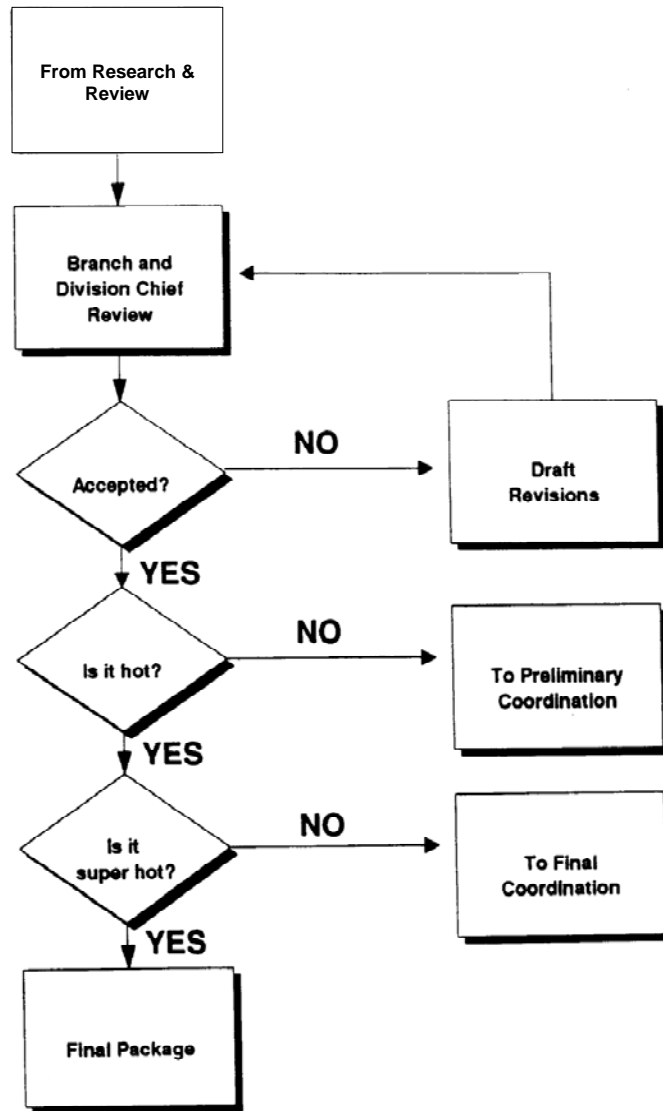 From Research &
Review
Branch and
Division Chief
Review
Accepted?
NO
Draft
Revisions
YES
Is it hot?
NO
To Preliminary
Coordination
YES
Is it
super hot?
NO
To Final
Coordination
YES
Final Package